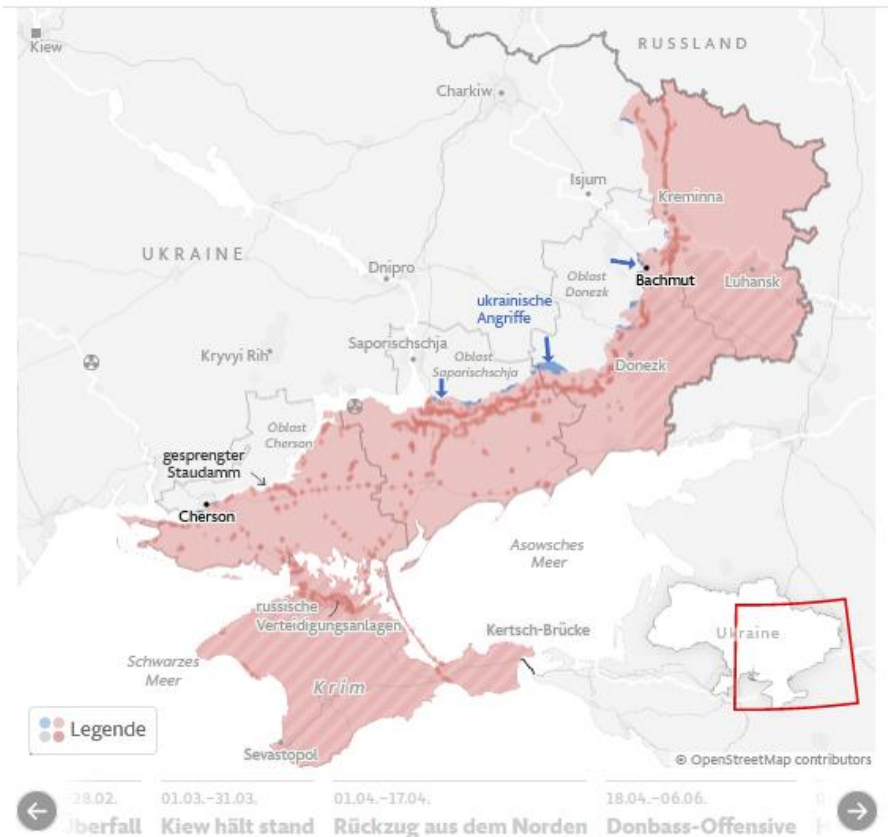 Kiew
RUSSLAND
Charkiw
Isjum
Kreminna
UKRAINE
Dnipro
Oblast
Donezk
Bachmut
Luhansk
ukrainische
Angriffe
Saporischschja
Kryvyi Rih
Oblast
Saporischschja
Donezk
Oblast
Cherson
gesprengter
Staudamm
Cherson
Asowsches
Meer
russische
Verteidigungsanlagen
Kertsch-Brücke
Ukraine
Schwarzes
Meer
Krim
Legende
Sevastopol
© OpenStreetMap contributors
28.02.
01.03.–31.03.
01.04.–17.04.
18.04.–06.06.
Überfall
Kiew hält stand
Rückzug aus dem Norden
Donbass-Offensive